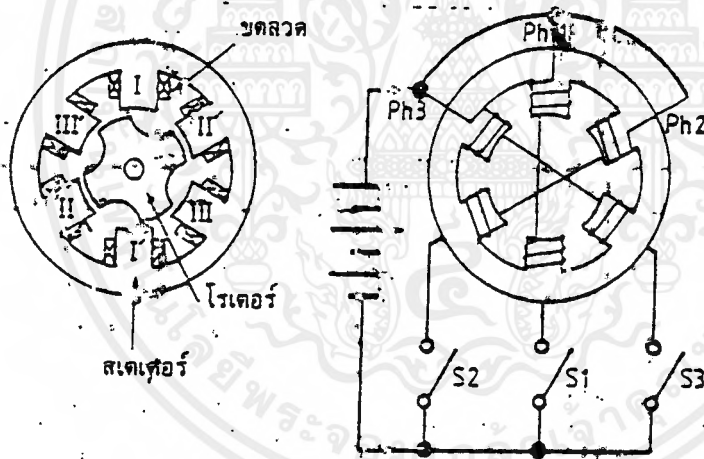 ขดลวด
I
II'
III
I'
II
III'
โรเตอร์
สเตเตอร์
Ph1
Ph2
Ph3
S2
S1
S3